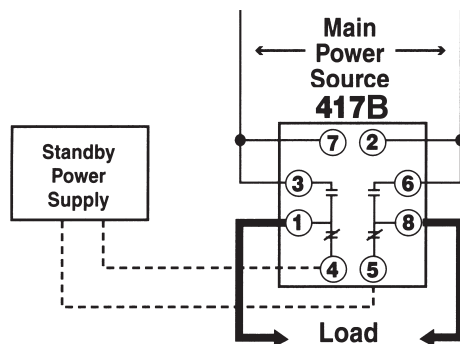 Main
Power
Source
417B
Standby
Power
Supply
7 2
3 6
1 8
4 5
Load